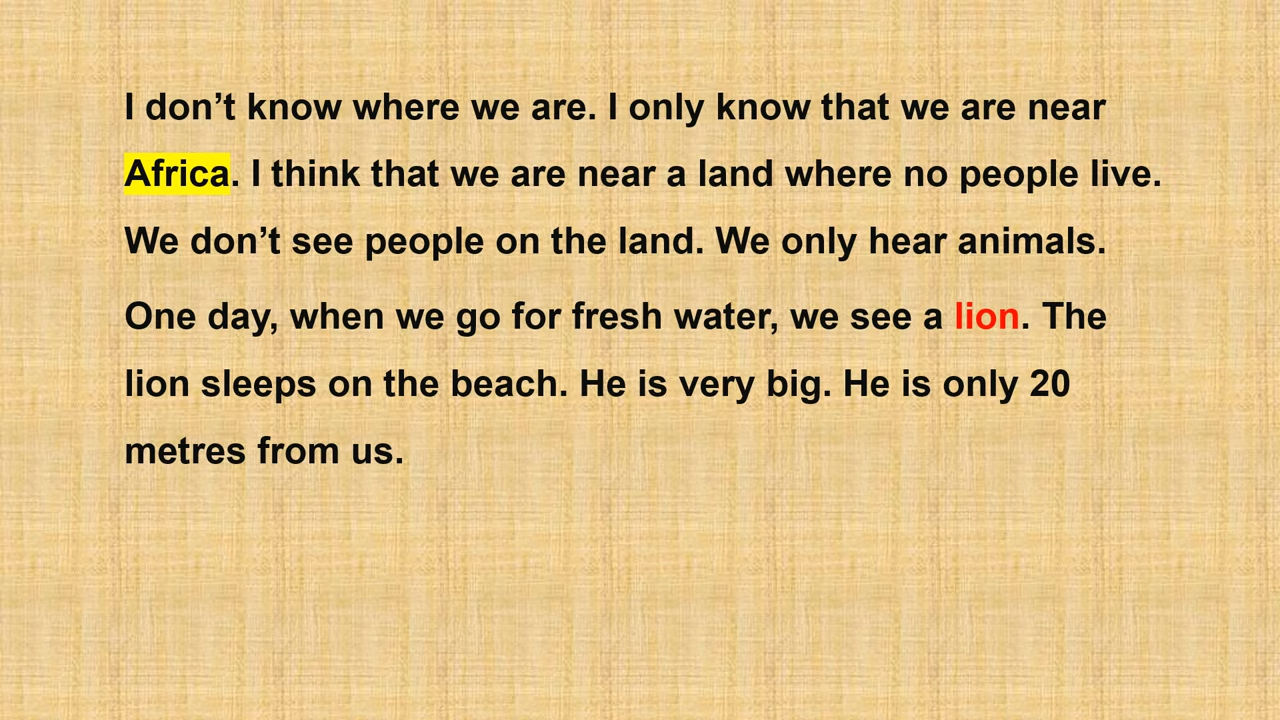 I don’t know where we are. I only know that we are near
Africa. I think that we are near a land where no people live.
We don’t see people on the land. We only hear animals.
One day, when we go for fresh water, we see a lion. The
lion sleeps on the beach. He is very big. He is only 20
metres from us.